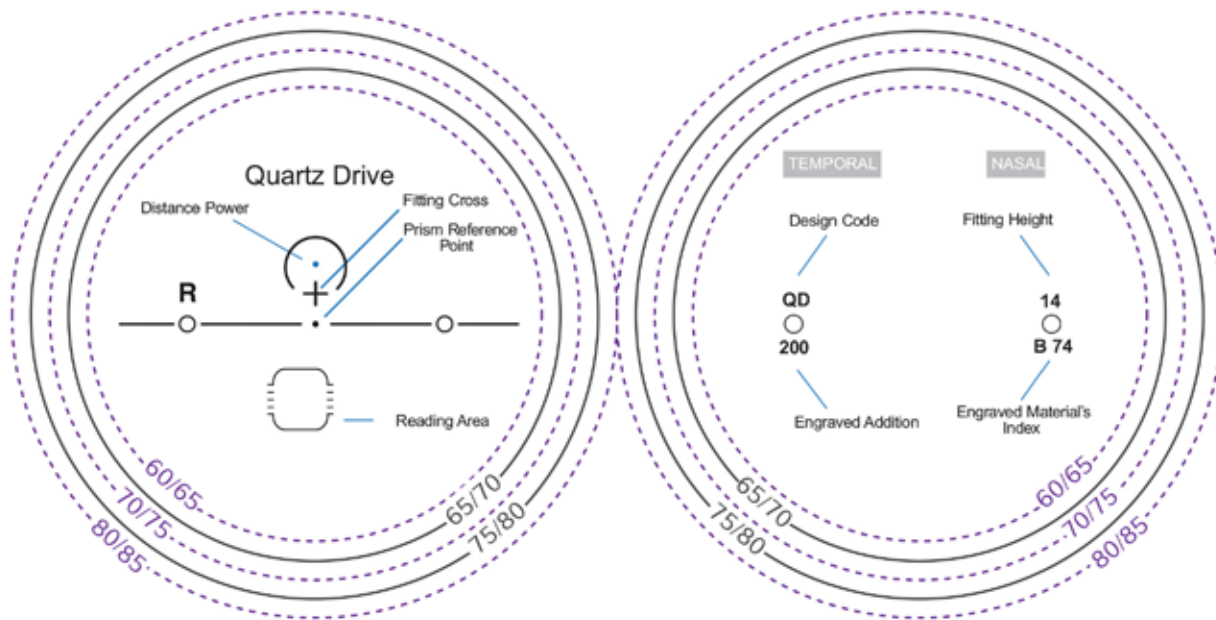 Quartz Drive
Distance Power
Fitting Cross
Prism Reference
Point
R
Reading Area
60/65
70/75
80/85
65/70
75/80
TEMPORAL
NASAL
Design Code
Fitting Height
QD
14
200
B 74
Engraved Addition
Engraved Material's
Index
65/70
75/80
60/65
70/75
80/85